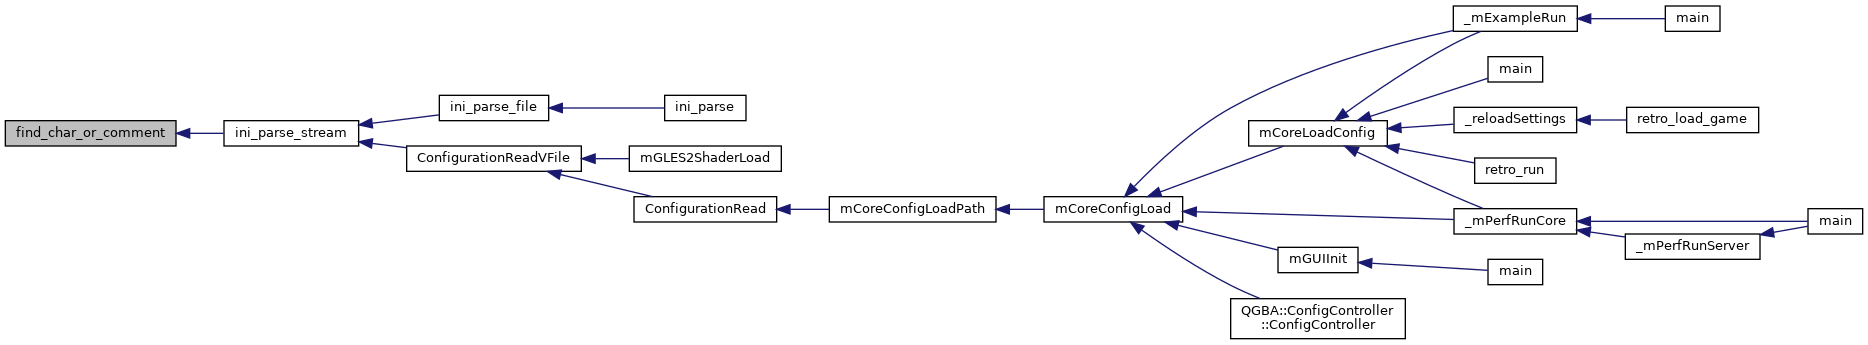 find_char_or_comment
ini_parse_stream
ini_parse_file
ini_parse
ConfigurationReadVFile
mGLES2ShaderLoad
ConfigurationRead
mCoreConfigLoadPath
mCoreConfigLoad
_mExampleRun
main
mCoreLoadConfig
main
_reloadSettings
retro_load_game
retro_run
_mPerfRunCore
main
_mPerfRunServer
mGUIInit
main
QGBA::ConfigController
::ConfigController